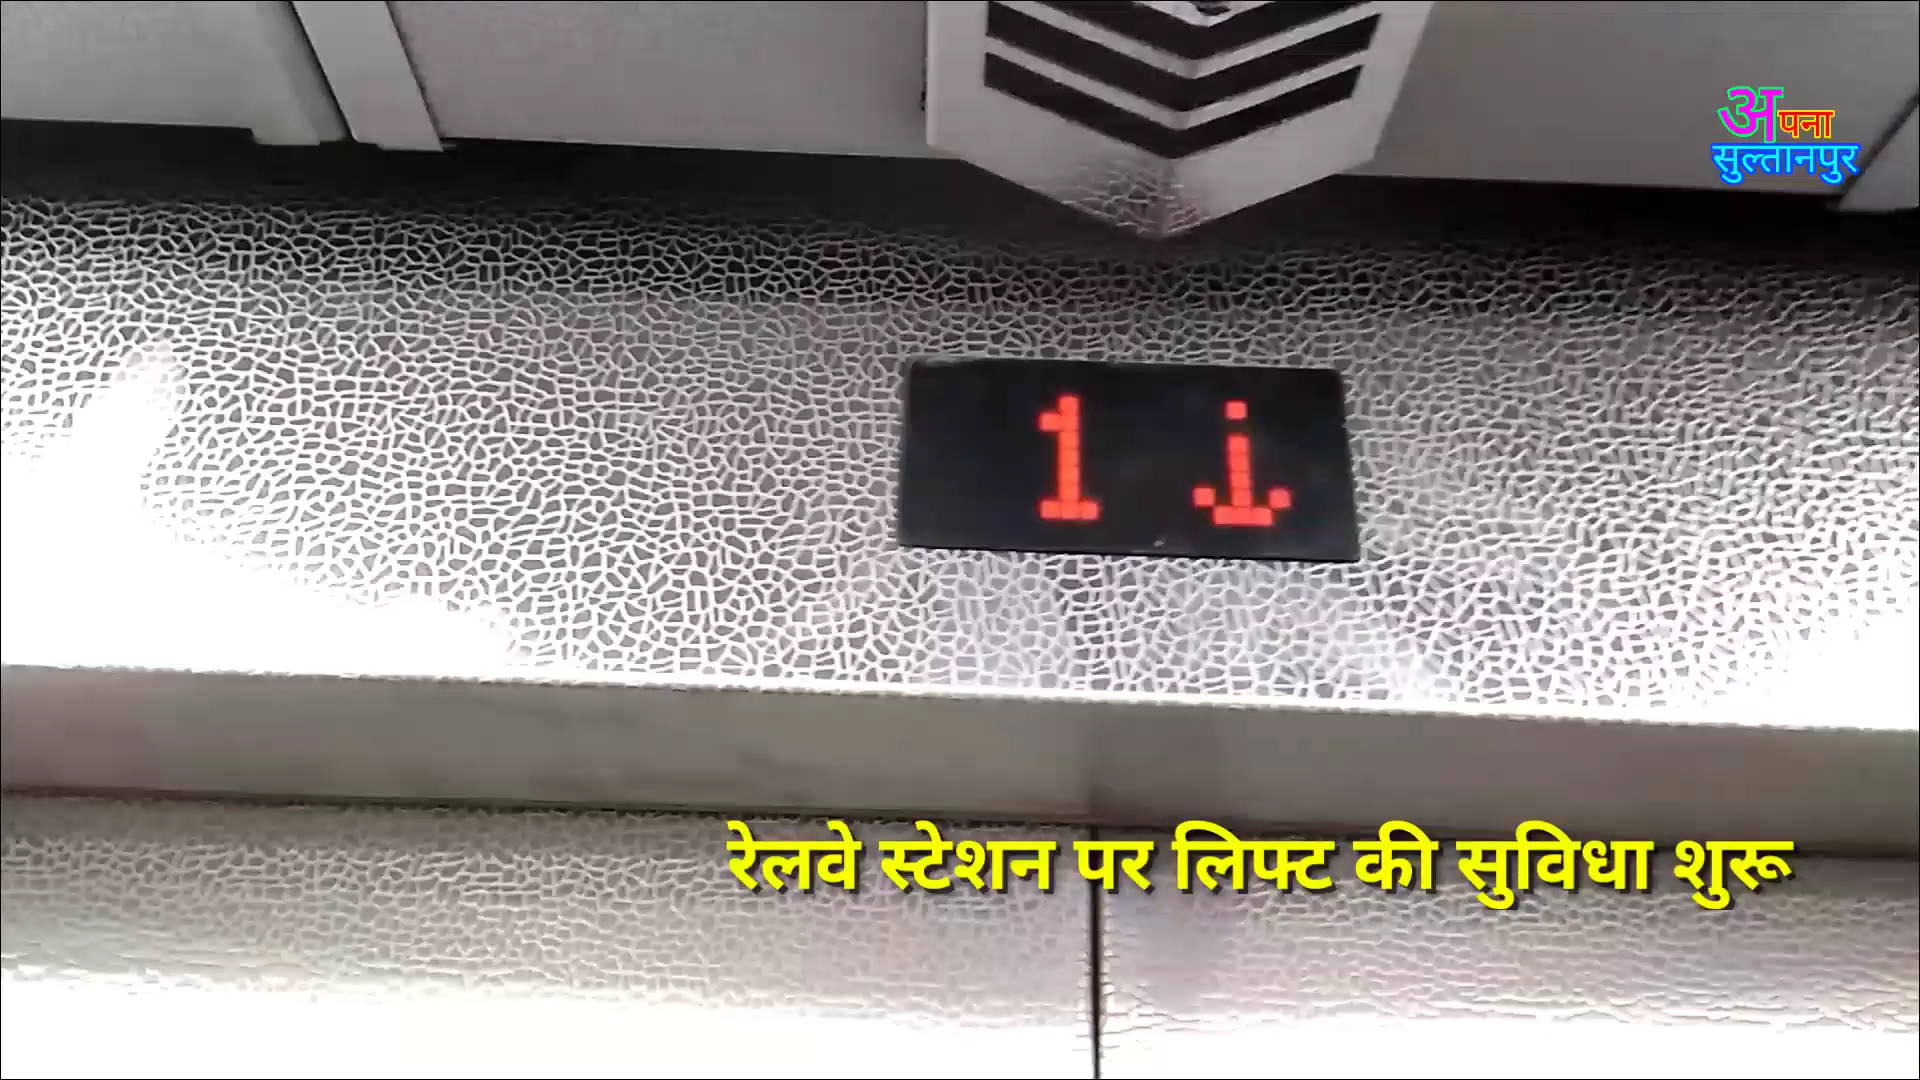 अपना
सुल्तानपुर
1
रेलवे स्टेशन पर लिफ्ट की सुविधा शुरू